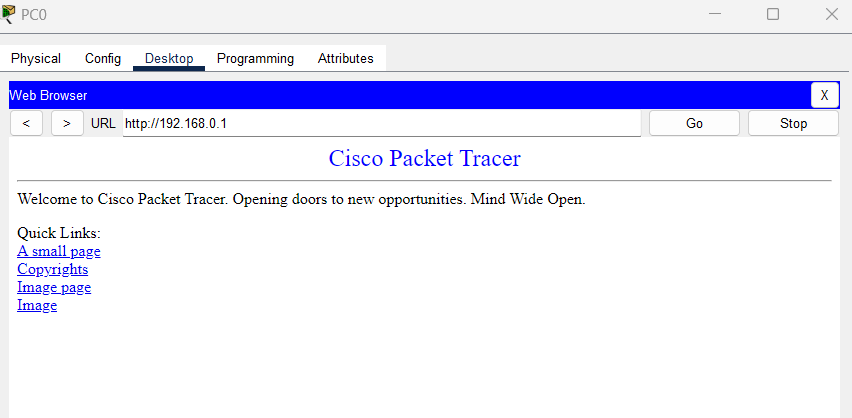 PC0
Physical Config Desktop Programming Attributes
Web Browser X
< > URL http://192.168.0.1 Go Stop
Cisco Packet Tracer
Welcome to Cisco Packet Tracer. Opening doors to new opportunities. Mind Wide Open.
Quick Links:
A small page
Copyrights
Image page
Image